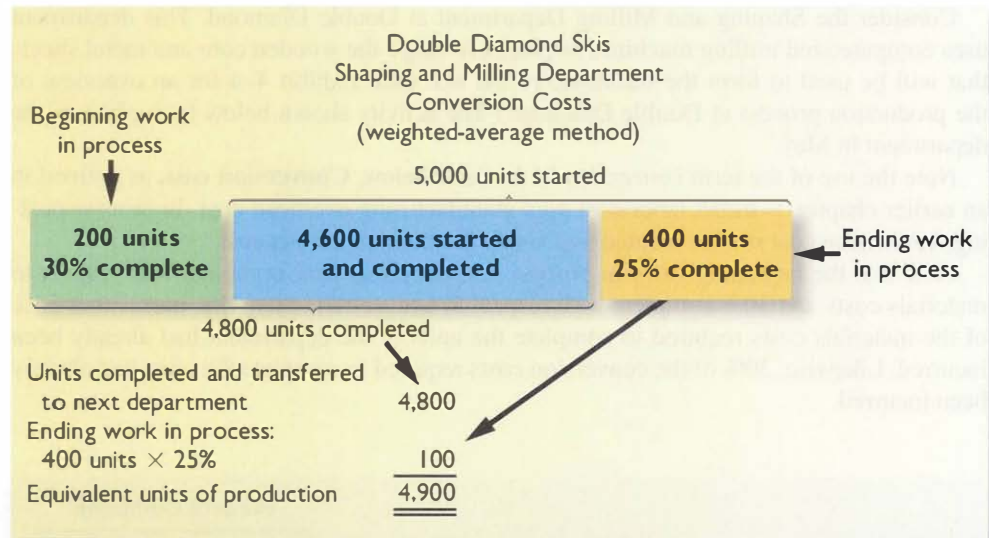 Double Diamond Skis
Shaping and Milling Department
Conversion Costs
(weighted-average method)
Beginning work
in process
5,000 units started
200 units
30% complete
4,600 units started
and completed
400 units
25% complete
Ending work
in process
4,800 units completed
Units completed and transferred
to next department 4,800
Ending work in process:
400 units × 25% 100
Equivalent units of production 4,900